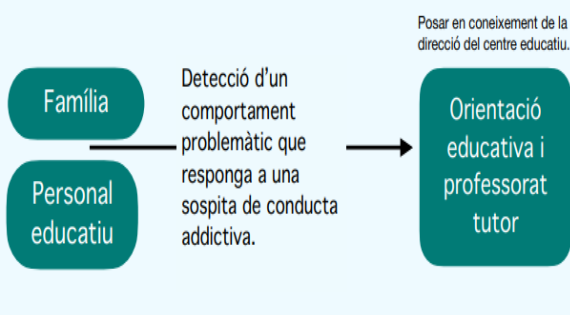 Posar en coneixement de la
direcció del centre educatiu.
Família
Personal
educatiu
Detecció d'un
comportament
problemàtic que
responga a una
sospita de conducta
addictiva.
Orientació
educativa i
professorat
tutor